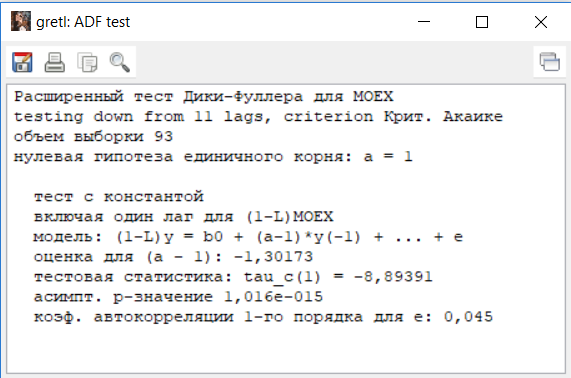 gretl: ADF test
Расширенный тест Дики-Фуллера для MOEX
testing down from 11 lags, criterion Крит. Акаике
объем выборки 93
нулевая гипотеза единичного корня: a = 1
тест с константой
включая один лаг для (1-L)MOEX
модель: (1-L)y = b0 + (a-1)*y(-1) + ... + e
оценка для (a - 1): -1,30173
тестовая статистика: tau_c(1) = -8,89391
асимпт. p-значение 1,016e-015
коэф. автокорреляции 1-го порядка для e: 0,045